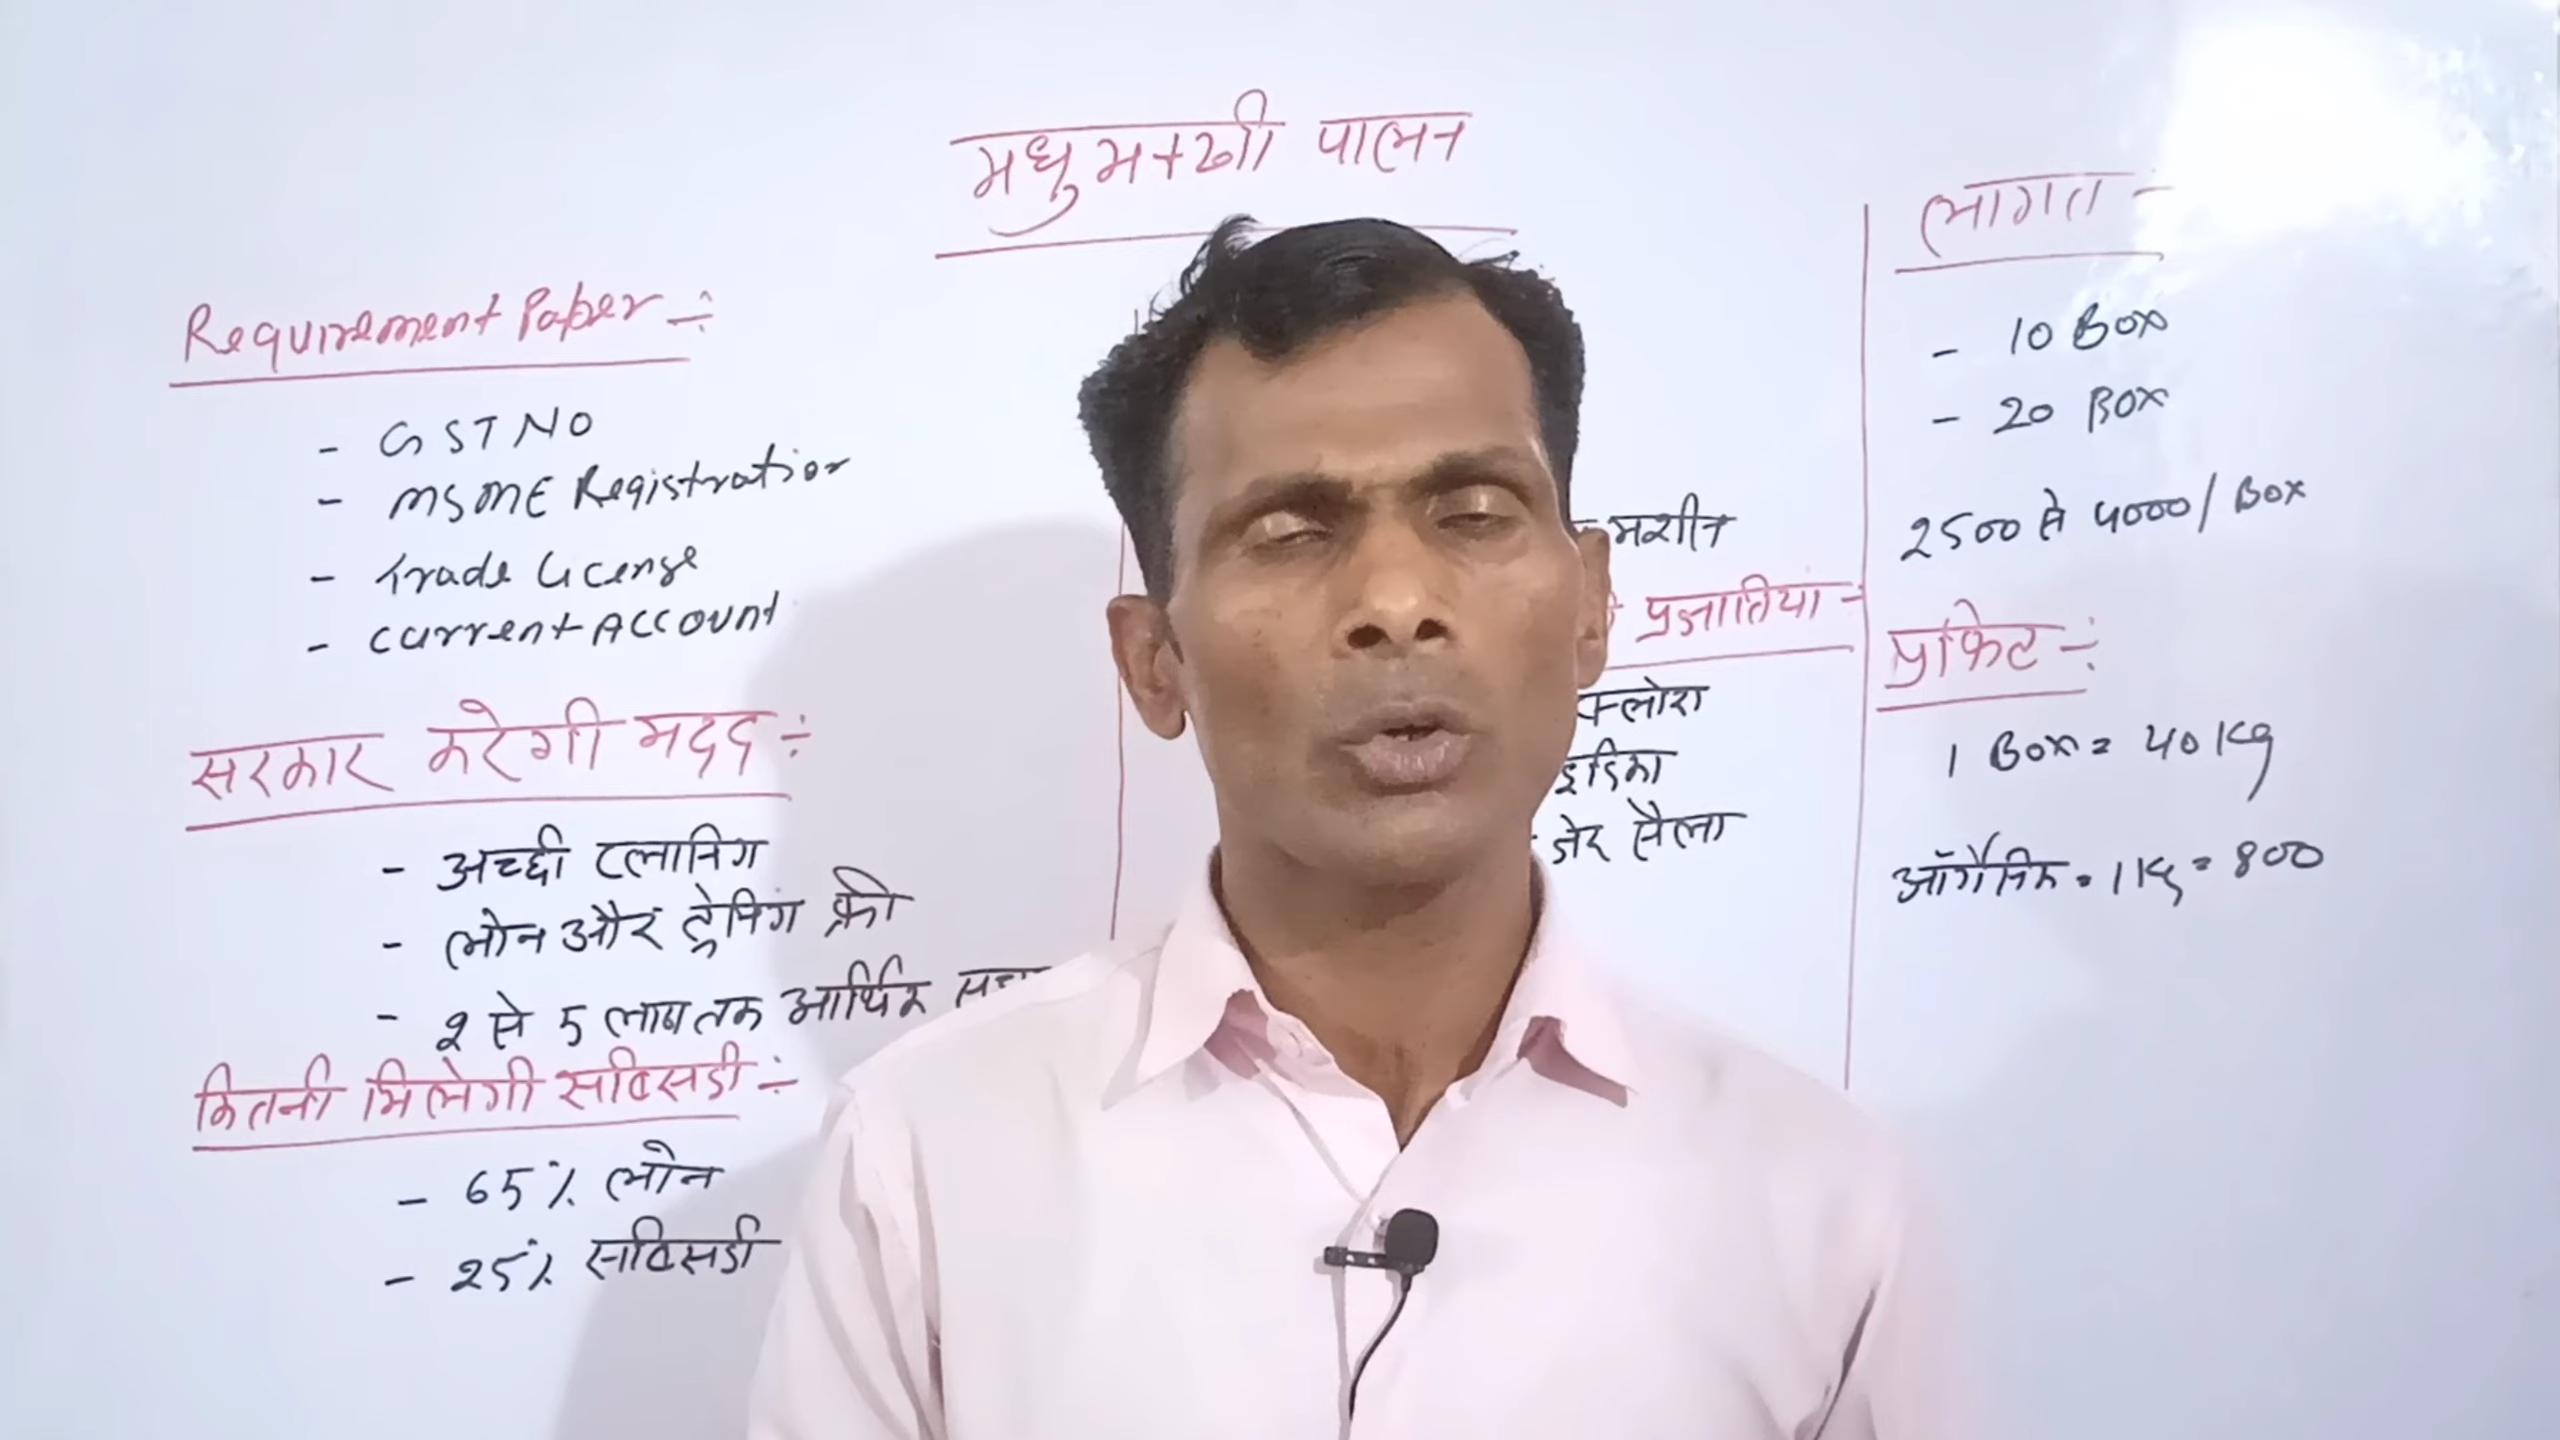 मधुमक्खी पालन
Requirement Paper ÷
- GST NO
- MSME Registration
- Trade License
- Current Account
सरकार करेगी मदद ÷
- अच्छी ट्लानिंग
- लोन और ट्रेनिंग फ्री
- 2 से 5 लाख तक आर्थिक
कितनी मिलेगी सब्सिडी ÷
- 65% लोन
- 25% सब्सिडी
मशीन
प्रजातिया -
फ्लोरा
इंडिका
डोर सैला
लागत -
- 10 Box
- 20 Box
2500 से 4000/Box
प्रॉफिट ÷
1 Box = 40 Kg
ऑर्गेनिक = 1 Kg = 800